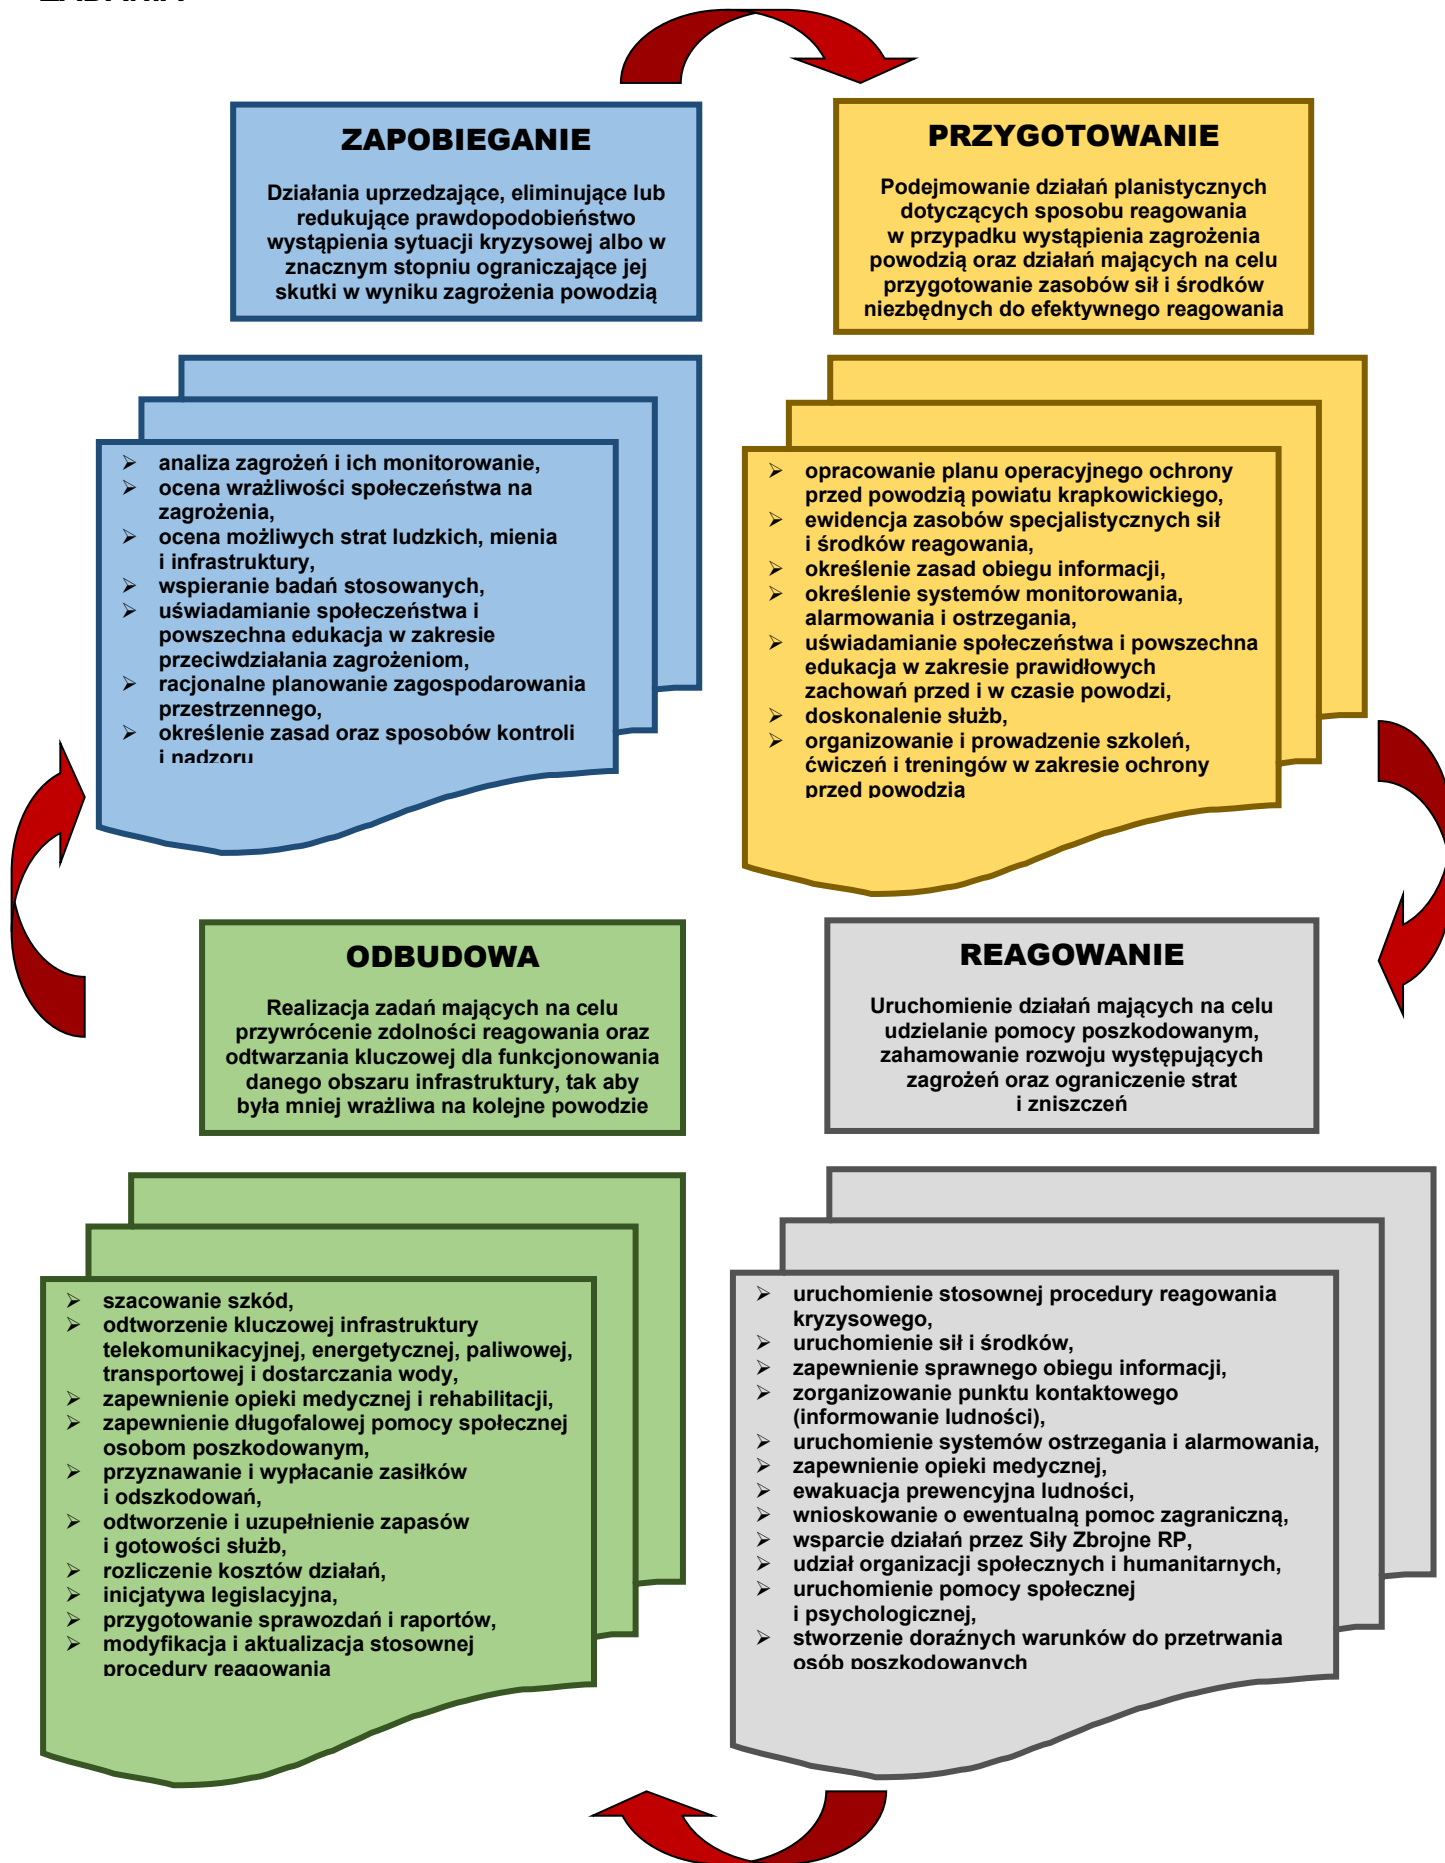 ZAPOBIEGANIE
Działania uprzedzające, eliminujące lub
redukujące prawdopodobieństwo
wystąpienia sytuacji kryzysowej albo w
znacznym stopniu ograniczające jej
skutki w wyniku zagrożenia powodzią
PRZYGOTOWANIE
Podejmowanie działań planistycznych
dotyczących sposobu reagowania
w przypadku wystąpienia zagrożenia
powodzią oraz działań mających na celu
przygotowanie zasobów sił i środków
niezbędnych do efektywnego reagowania
➢ analiza zagrożeń i ich monitorowanie,
➢ ocena wrażliwości społeczeństwa na
zagrożenia,
➢ ocena możliwych strat ludzkich, mienia
i infrastruktury,
➢ wspieranie badań stosowanych,
➢ uświadamianie społeczeństwa i
powszechna edukacja w zakresie
przeciwdziałania zagrożeniom,
➢ racjonalne planowanie zagospodarowania
przestrzennego,
➢ określenie zasad oraz sposobów kontroli
i nadzoru
➢ opracowanie planu operacyjnego ochrony
przed powodzią powiatu krapkowickiego,
➢ ewidencja zasobów specjalistycznych sił
i środków reagowania,
➢ określenie zasad obiegu informacji,
➢ określenie systemów monitorowania,
alarmowania i ostrzegania,
➢ uświadamianie społeczeństwa i powszechna
edukacja w zakresie prawidłowych
zachowań przed i w czasie powodzi,
➢ doskonalenie służb,
➢ organizowanie i prowadzenie szkoleń,
ćwiczeń i treningów w zakresie ochrony
przed powodzią
ODBUDOWA
Realizacja zadań mających na celu
przywrócenie zdolności reagowania oraz
odtwarzania kluczowej dla funkcjonowania
danego obszaru infrastruktury, tak aby
była mniej wrażliwa na kolejne powodzie
REAGOWANIE
Uruchomienie działań mających na celu
udzielanie pomocy poszkodowanym,
zahamowanie rozwoju występujących
zagrożeń oraz ograniczenie strat
i zniszczeń
➢ szacowanie szkód,
➢ odtworzenie kluczowej infrastruktury
telekomunikacyjnej, energetycznej, paliwowej,
transportowej i dostarczania wody,
➢ zapewnienie opieki medycznej i rehabilitacji,
➢ zapewnienie długofalowej pomocy społecznej
osobom poszkodowanym,
➢ przyznawanie i wypłacanie zasiłków
i odszkodowań,
➢ odtworzenie i uzupełnienie zapasów
i gotowości służb,
➢ rozliczenie kosztów działań,
➢ inicjatywa legislacyjna,
➢ przygotowanie sprawozdań i raportów,
➢ modyfikacja i aktualizacja stosownej
procedury reagowania
➢ uruchomienie stosownej procedury reagowania
kryzysowego,
➢ uruchomienie sił i środków,
➢ zapewnienie sprawnego obiegu informacji,
➢ zorganizowanie punktu kontaktowego
(informowanie ludności),
➢ uruchomienie systemów ostrzegania i alarmowania,
➢ zapewnienie opieki medycznej,
➢ ewakuacja prewencyjna ludności,
➢ wnioskowanie o ewentualną pomoc zagraniczną,
➢ wsparcie działań przez Siły Zbrojne RP,
➢ udział organizacji społecznych i humanitarnych,
➢ uruchomienie pomocy społecznej
i psychologicznej,
➢ stworzenie doraźnych warunków do przetrwania
osób poszkodowanych